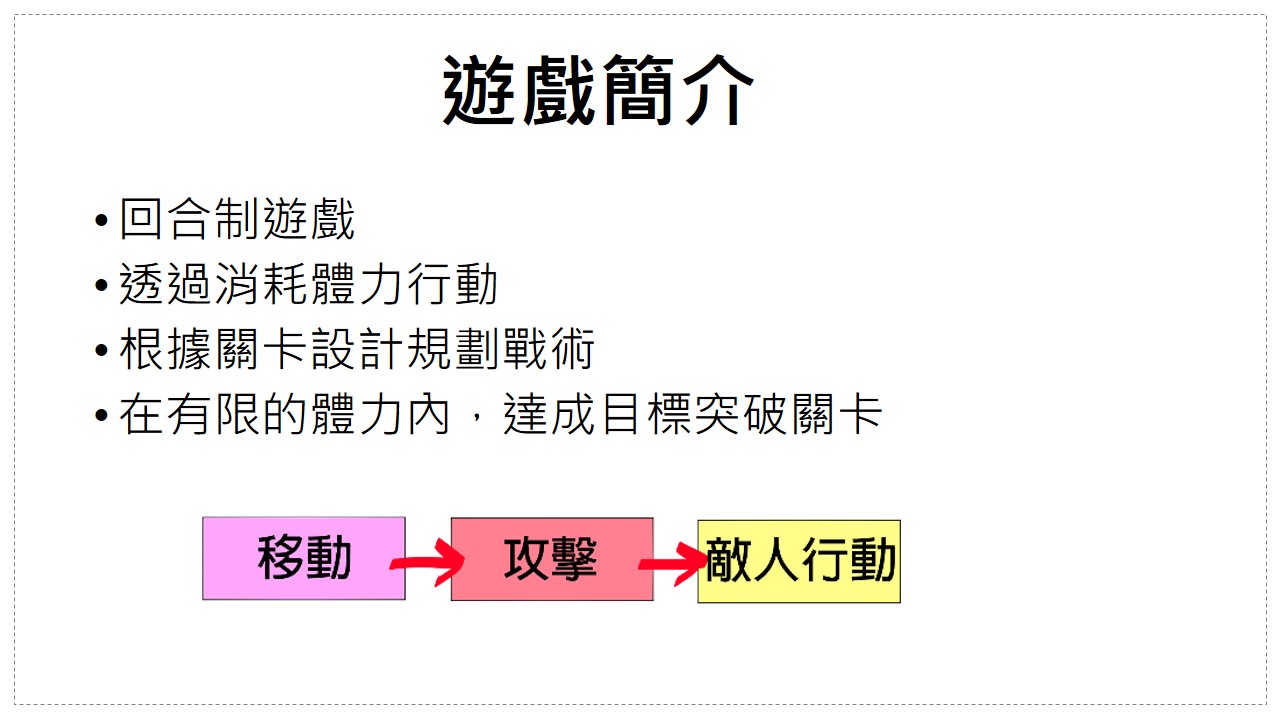 遊戲簡介
•回合制遊戲
•透過消耗體力行動
•根據關卡設計規劃戰術
•在有限的體力內，達成目標突破關卡
移動
攻擊
敵人行動